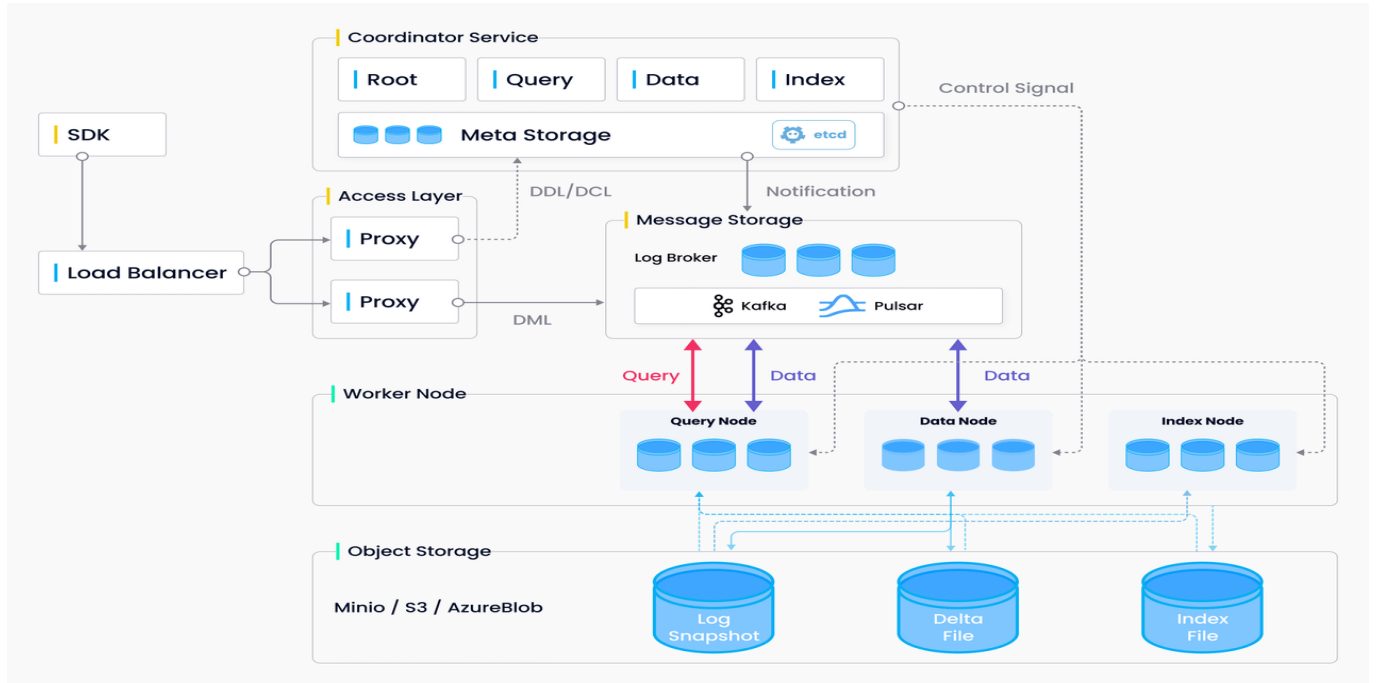 Coordinator Service
Root
Query
Data
Index
Control Signal
SDK
Meta Storage
etcd
Access Layer
DDL/DCL
Notification
Message Storage
Proxy
Log Broker
Load Balancer
Proxy
Kafka
Pulsar
DML
Query
Data
Data
Worker Node
Query Node
Data Node
Index Node
Object Storage
Minio / S3 / AzureBlob
Log
Snapshot
Delta
File
Index
File